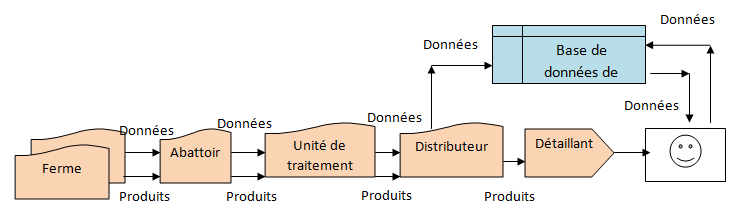 Données
Données
Base de
données de
Données
Données
Données
Données
Ferme
Abattoir
Unité de
traitement
Distributeur
Détaillant
Produits
Produits
Produits
Produits